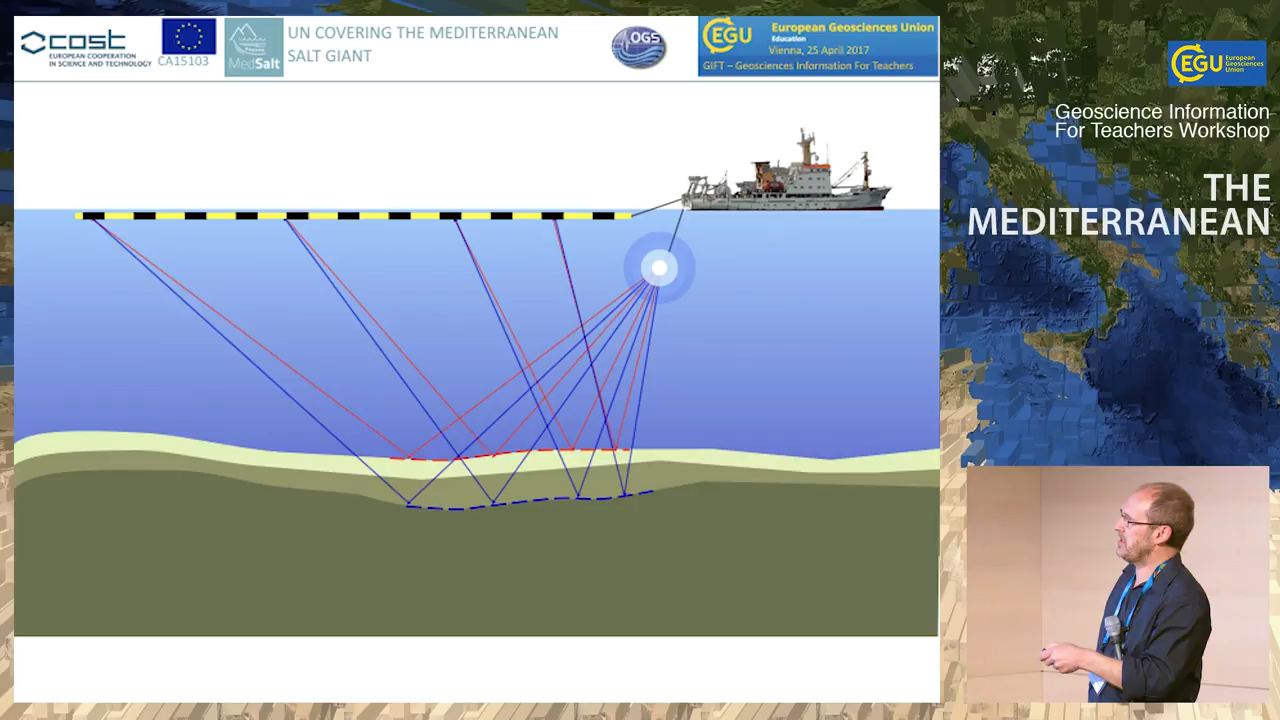 cost
EUROPEAN COOPERATION
IN SCIENCE AND TECHNOLOGY
CA15103
MedSalt
UN COVERING THE MEDITERRANEAN
SALT GIANT
OGS
EGU
European Geosciences Union
Education
Vienna, 25 April 2017
GIFT – Geosciences Information For Teachers
EGU
European
Geosciences
Union
Geoscience Information
For Teachers Workshop
THE
MEDITERRANEAN